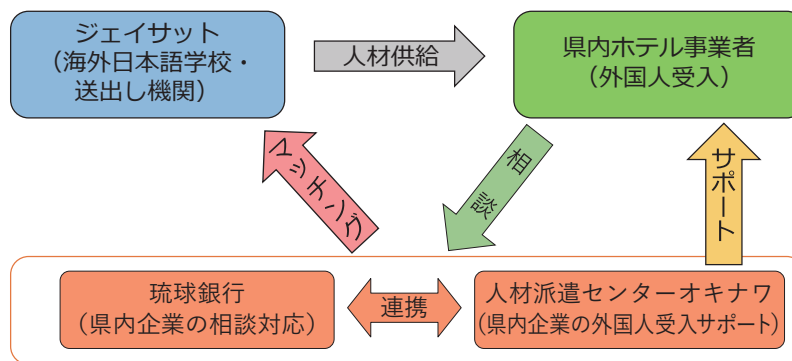 ジェイサット
（海外日本語学校・
送出し機関）
人材供給
県内ホテル事業者
（外国人受入）
マッチング
相談
サポート
琉球銀行
（県内企業の相談対応）
連携
人材派遣センターオキナワ
（県内企業の外国人受入サポート）